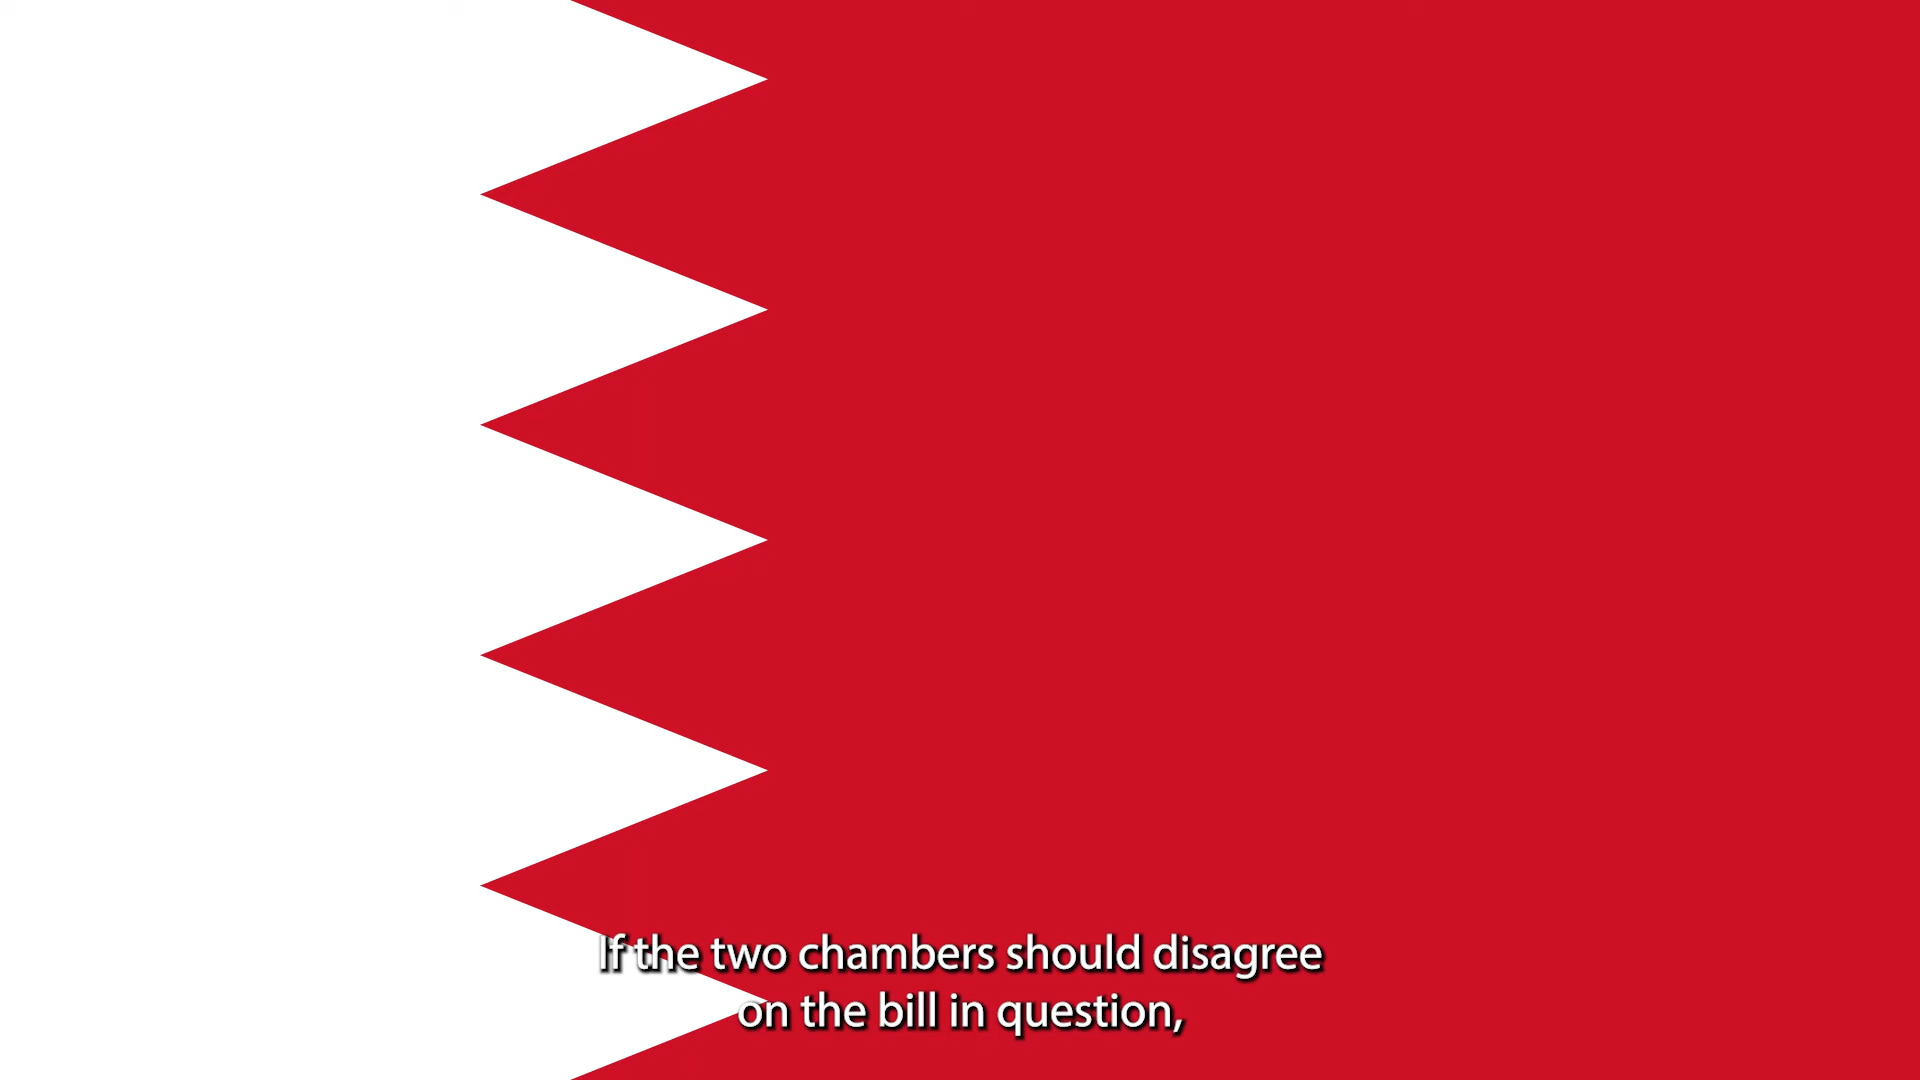 If the two chambers should disagree
on the bill in question,